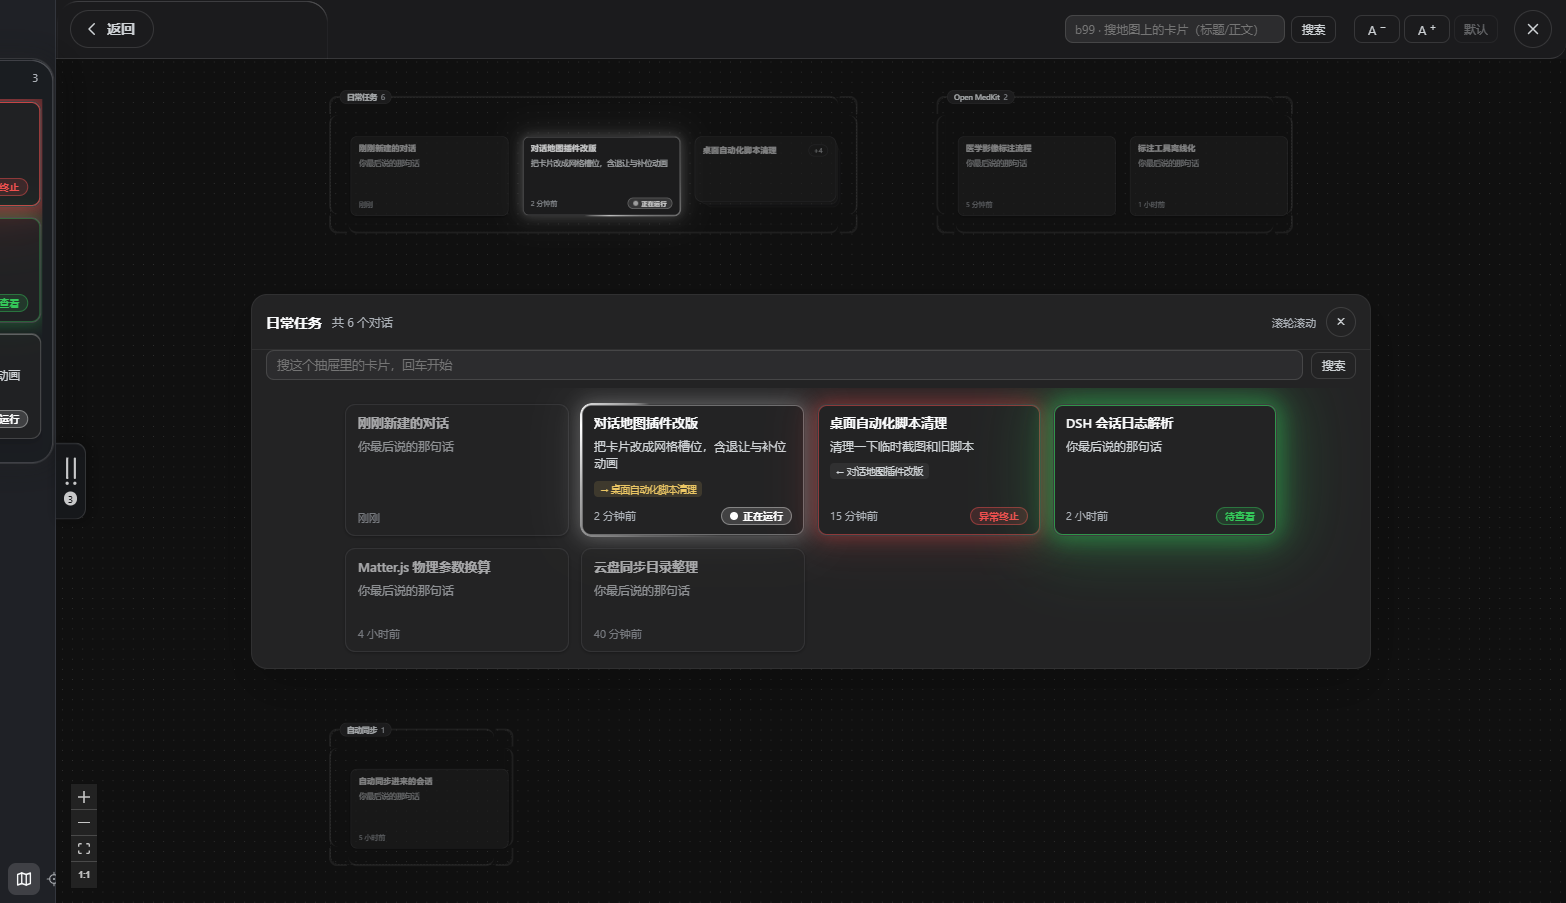 返回
b99 · 搜地图上的卡片（标题/正文）
搜索
A⁻
A⁺
默认
3
终止
查看
动画
运行
3
日常任务 6
刚刚新建的对话
你最后说的那句话
刚刚
对话地图插件改版
把卡片改成网格槽位，含退让与补位动画
2 分钟前
正在运行
桌面自动化脚本清理
+4
Open MedKit 2
医学影像标注流程
你最后说的那句话
5 分钟前
标注工具离线化
你最后说的那句话
1 小时前
日常任务 共 6 个对话
滚轮滚动
搜这个抽屉里的卡片，回车开始
搜索
刚刚新建的对话
你最后说的那句话
刚刚
对话地图插件改版
把卡片改成网格槽位，含退让与补位
动画
→ 桌面自动化脚本清理
2 分钟前
正在运行
桌面自动化脚本清理
清理一下临时截图和旧脚本
← 对话地图插件改版
15 分钟前
异常终止
DSH 会话日志解析
你最后说的那句话
2 小时前
待查看
Matter.js 物理参数换算
你最后说的那句话
4 小时前
云盘同步目录整理
你最后说的那句话
40 分钟前
自动同步 1
自动同步进来的会话
你最后说的那句话
5 小时前
1:1